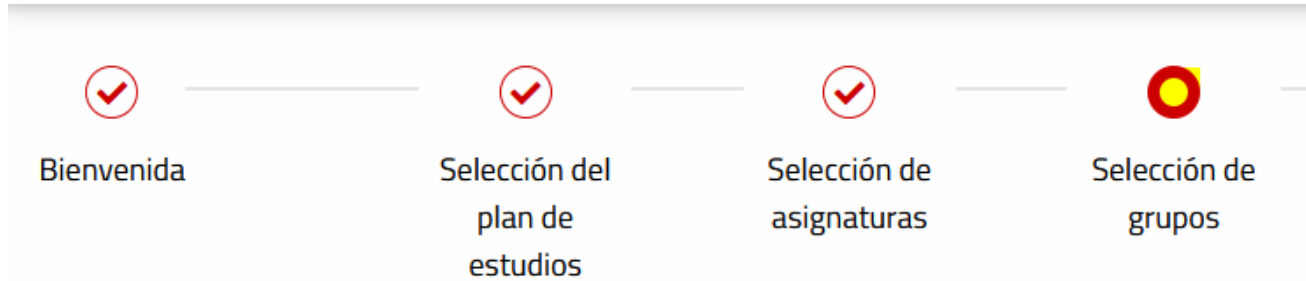 Bienvenida
Selección del
plan de
estudios
Selección de
asignaturas
Selección de
grupos